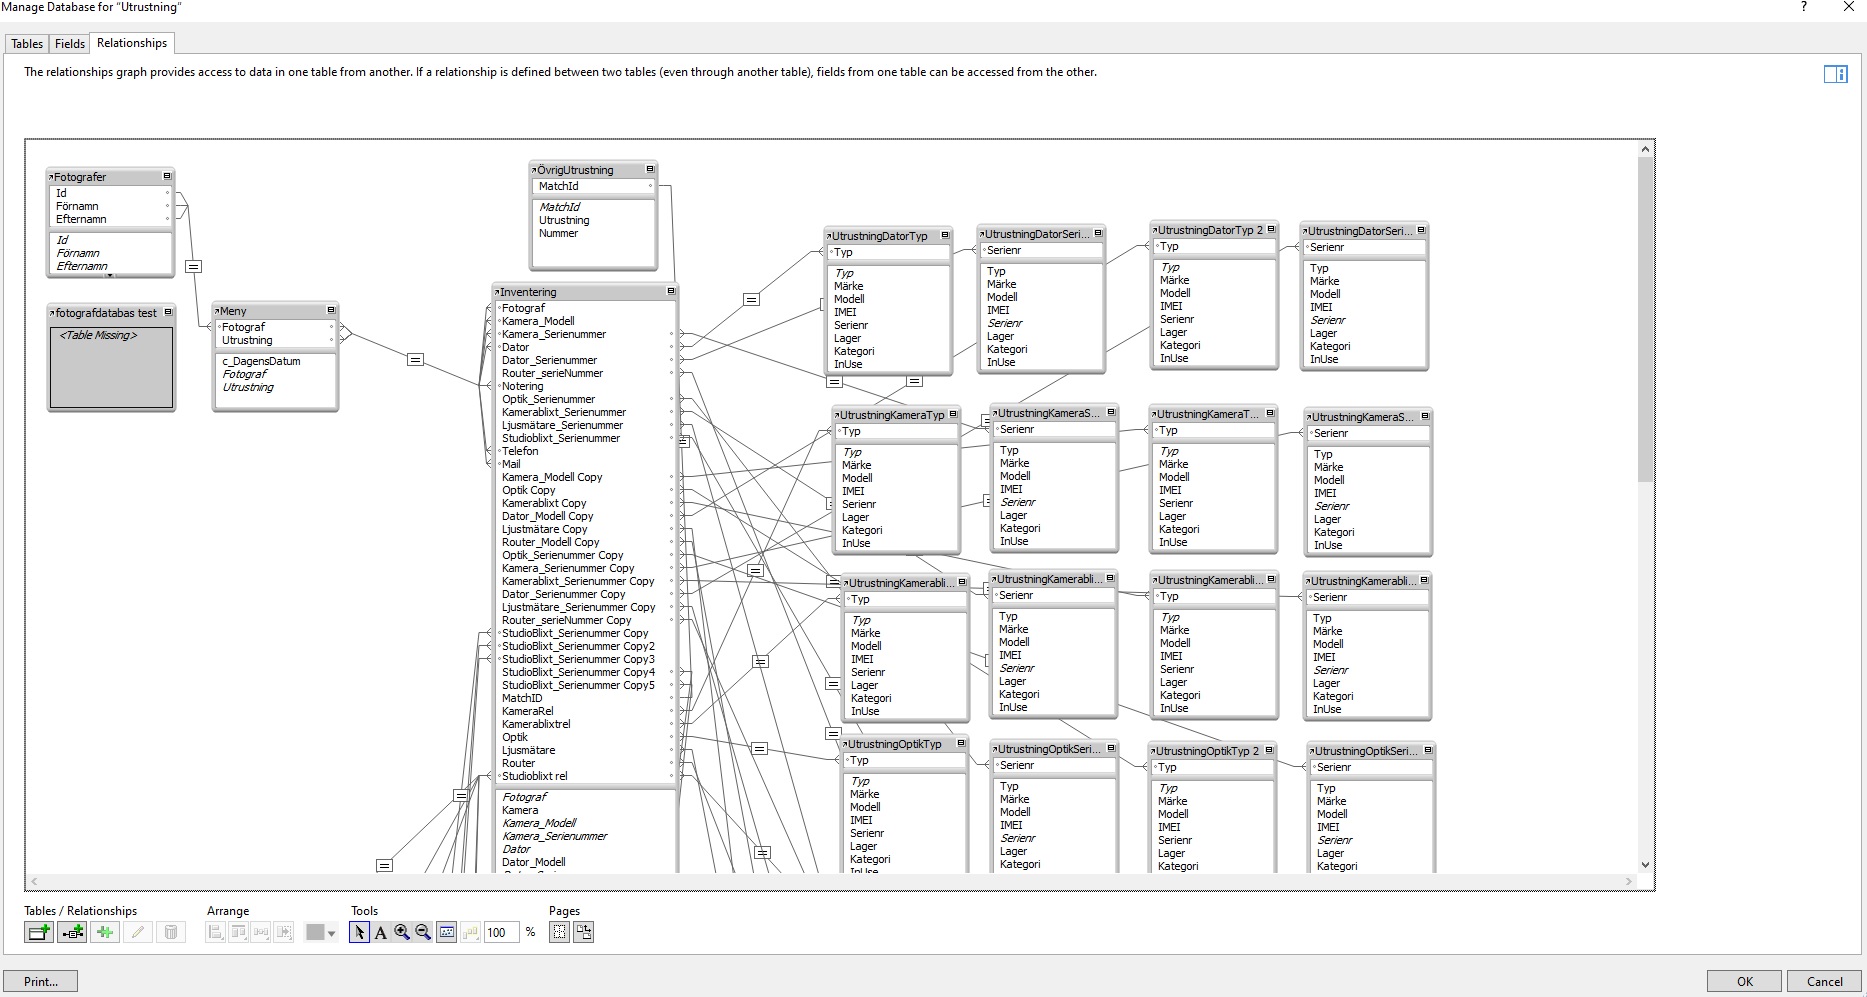 Manage Database for “Utrustning”
?
Tables
Fields
Relationships
The relationships graph provides access to data in one table from another. If a relationship is defined between two tables (even through another table), fields from one table can be accessed from the other.
Fotografer
Id
Förnamn
Efternamn
Id
Förnamn
Efternamn
fotografdatabas test
<Table Missing>
Meny
Fotograf
Utrustning
c_DagensDatum
Fotograf
Utrustning
ÖvrigUtrustning
MatchId
MatchId
Utrustning
Nummer
Inventering
Fotograf
Kamera_Modell
Kamera_Serienummer
Dator
Dator_Serienummer
Router_serieNummer
Notering
Optik_Serienummer
Kamerablixt_Serienummer
Ljusmätare_Serienummer
Studioblixt_Serienummer
Telefon
Mail
Kamera_Modell Copy
Optik Copy
Kamerablixt Copy
Dator_Modell Copy
Ljustmätare Copy
Router_Modell Copy
Optik_Serienummer Copy
Kamera_Serienummer Copy
Kamerablixt_Serienummer Copy
Dator_Serienummer Copy
Ljustmätare_Serienummer Copy
Router_serieNummer Copy
StudioBlixt_Serienummer Copy
StudioBlixt_Serienummer Copy2
StudioBlixt_Serienummer Copy3
StudioBlixt_Serienummer Copy4
StudioBlixt_Serienummer Copy5
MatchID
KameraRel
Kamerablixtrel
Optik
Ljusmätare
Router
Studioblixt rel
Fotograf
Kamera
Kamera_Modell
Kamera_Serienummer
Dator
Dator_Modell
UtrustningDatorTyp
Typ
Typ
Märke
Modell
IMEI
Serienr
Lager
Kategori
InUse
UtrustningDatorSeri...
Serienr
Typ
Märke
Modell
IMEI
Serienr
Lager
Kategori
InUse
UtrustningDatorTyp 2
Typ
Typ
Märke
Modell
IMEI
Serienr
Lager
Kategori
InUse
UtrustningDatorSeri...
Serienr
Typ
Märke
Modell
IMEI
Serienr
Lager
Kategori
InUse
UtrustningKameraTyp
Typ
Typ
Märke
Modell
IMEI
Serienr
Lager
Kategori
InUse
UtrustningKameraS...
Serienr
Typ
Märke
Modell
IMEI
Serienr
Lager
Kategori
InUse
UtrustningKameraT...
Typ
Typ
Märke
Modell
IMEI
Serienr
Lager
Kategori
InUse
UtrustningKameraS...
Serienr
Typ
Märke
Modell
IMEI
Serienr
Lager
Kategori
InUse
UtrustningKamerabli...
Typ
Typ
Märke
Modell
IMEI
Serienr
Lager
Kategori
InUse
UtrustningKamerabli...
Serienr
Typ
Märke
Modell
IMEI
Serienr
Lager
Kategori
InUse
UtrustningKamerabli...
Typ
Typ
Märke
Modell
IMEI
Serienr
Lager
Kategori
InUse
UtrustningKamerabli...
Serienr
Typ
Märke
Modell
IMEI
Serienr
Lager
Kategori
InUse
UtrustningOptikTyp
Typ
Typ
Märke
Modell
IMEI
Serienr
Lager
Kategori
InUse
UtrustningOptikSeri...
Serienr
Typ
Märke
Modell
IMEI
Serienr
Lager
Kategori
UtrustningOptikTyp 2
Typ
Typ
Märke
Modell
IMEI
Serienr
Lager
Kategori
UtrustningOptikSeri...
Serienr
Typ
Märke
Modell
IMEI
Serienr
Lager
Kategori
Tables / Relationships
Arrange
Tools
Pages
A
100
%
Print...
OK
Cancel